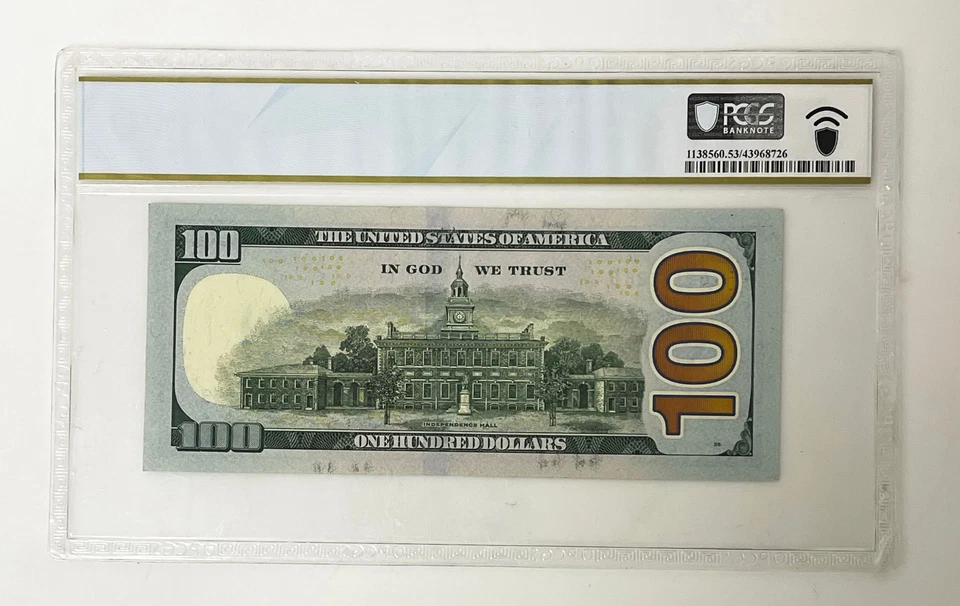 PCGS
BANKNOTE
1138560.53/43968726
100
THE UNITED STATES OF AMERICA
IN GOD WE TRUST
100
INDEPENDENCE HALL
100
ONE HUNDRED DOLLARS